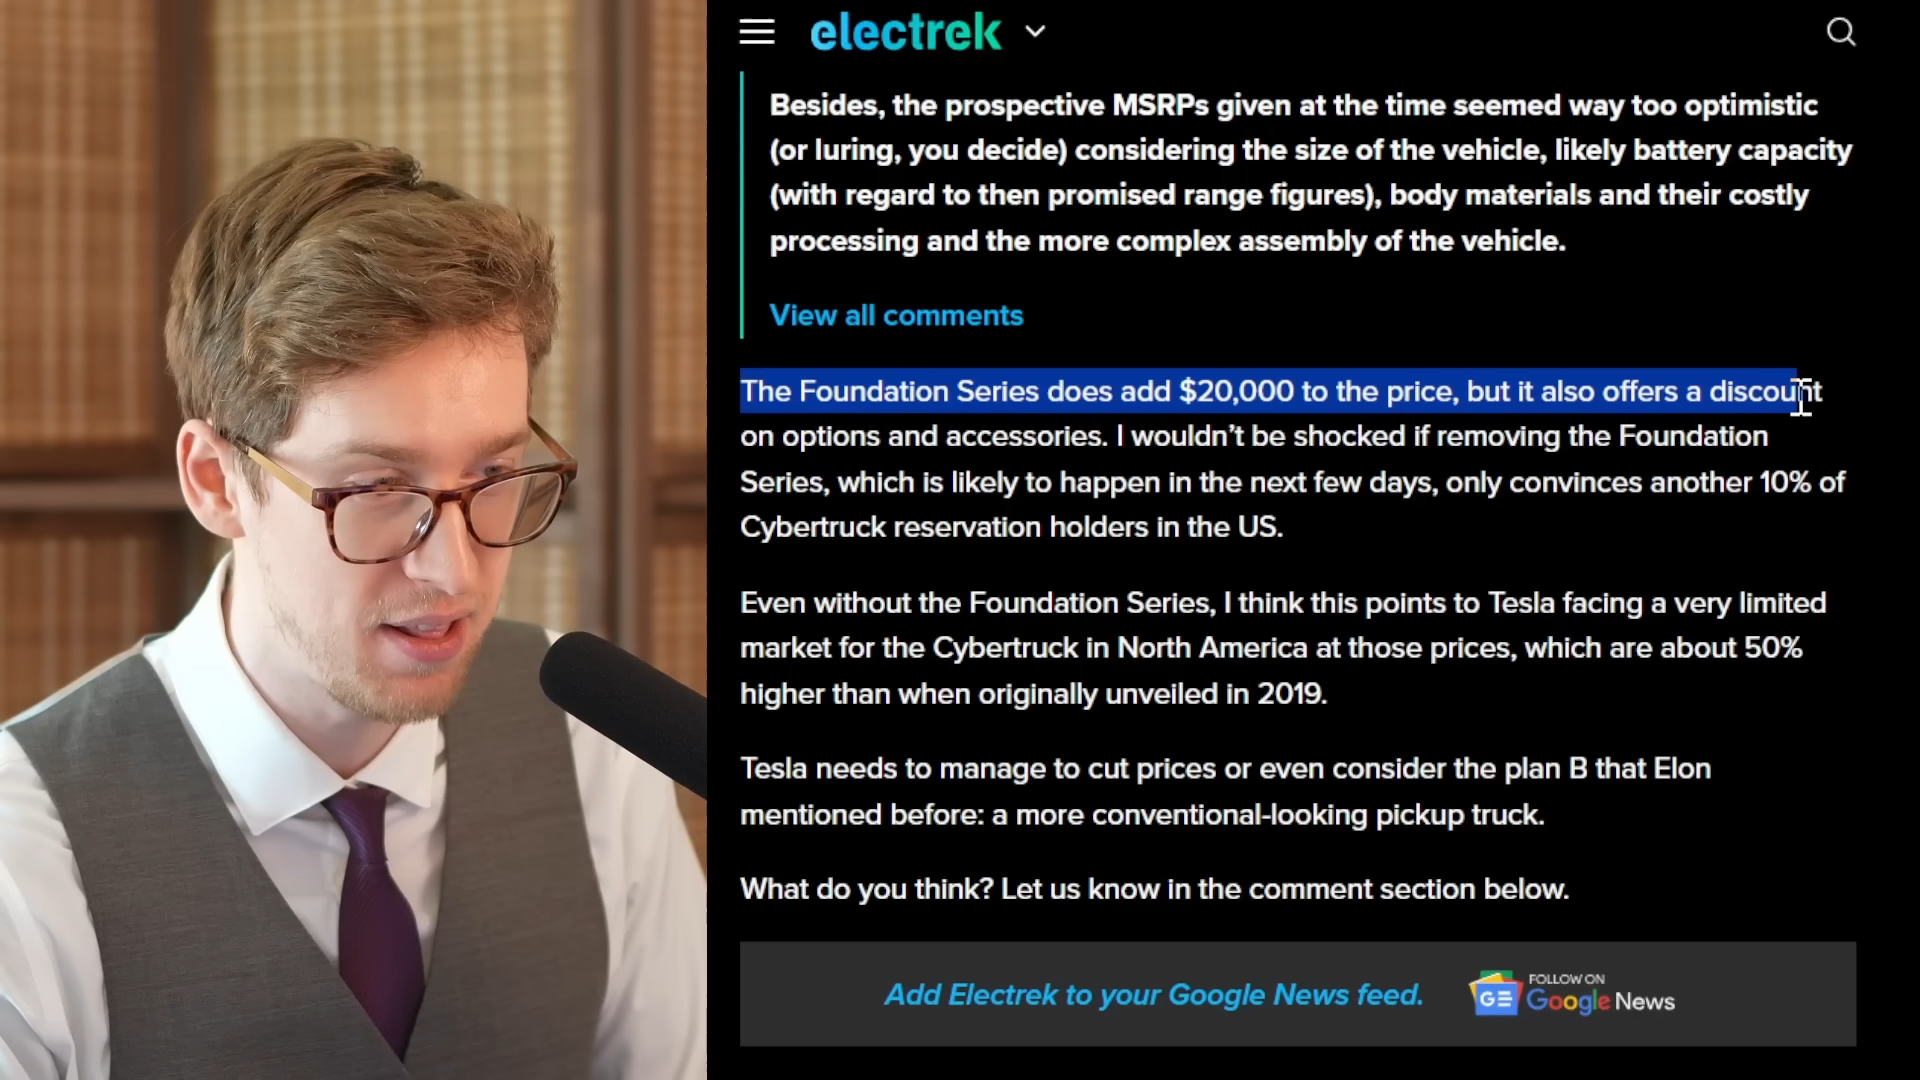 electrek
Besides, the prospective MSRPs given at the time seemed way too optimistic
(or luring, you decide) considering the size of the vehicle, likely battery capacity
(with regard to then promised range figures), body materials and their costly
processing and the more complex assembly of the vehicle.
View all comments
The Foundation Series does add $20,000 to the price, but it also offers a discount
on options and accessories. I wouldn’t be shocked if removing the Foundation
Series, which is likely to happen in the next few days, only convinces another 10% of
Cybertruck reservation holders in the US.
Even without the Foundation Series, I think this points to Tesla facing a very limited
market for the Cybertruck in North America at those prices, which are about 50%
higher than when originally unveiled in 2019.
Tesla needs to manage to cut prices or even consider the plan B that Elon
mentioned before: a more conventional-looking pickup truck.
What do you think? Let us know in the comment section below.
Add Electrek to your Google News feed.
GE
FOLLOW ON
Google News